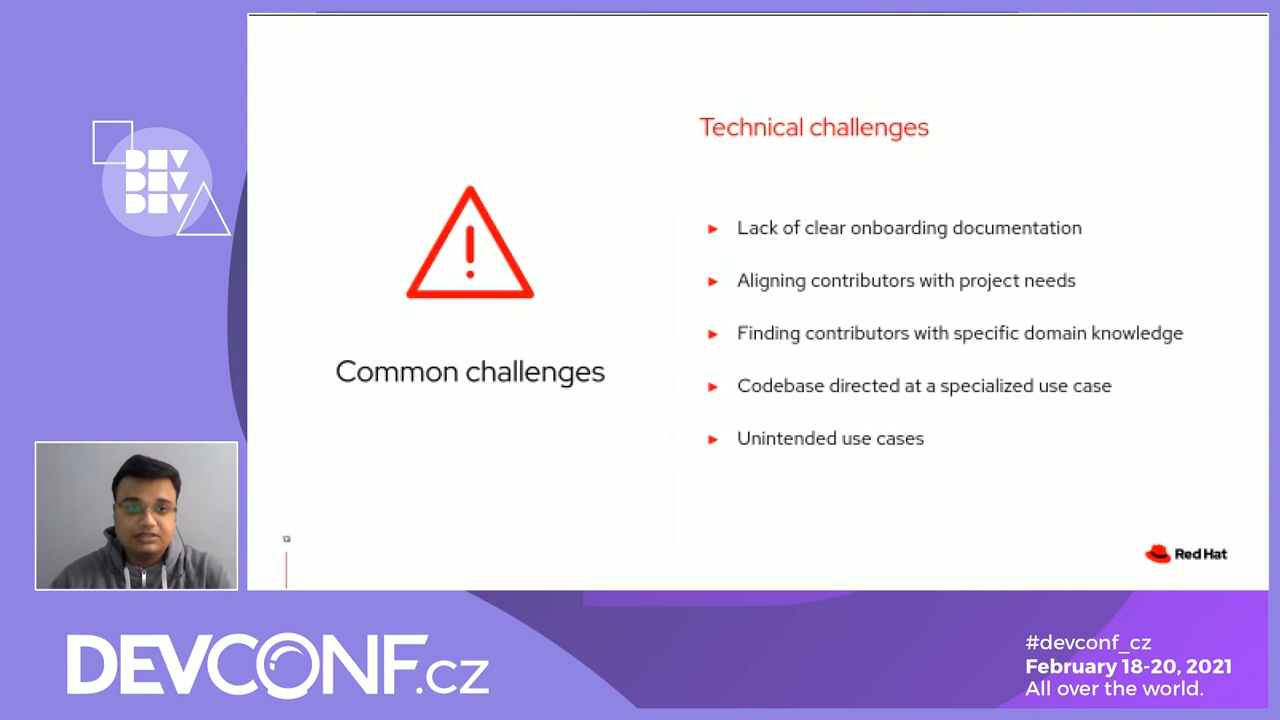 DEV
DEV
DEV
Technical challenges
Common challenges
► Lack of clear onboarding documentation
► Aligning contributors with project needs
► Finding contributors with specific domain knowledge
► Codebase directed at a specialized use case
► Unintended use cases
Red Hat
DEVCONF.cz
#devconf_cz
February 18-20, 2021
All over the world.